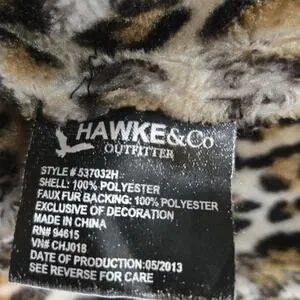 HAWKE&Co
OUTFITTER
STYLE # 537032H
SHELL: 100% POLYESTER
FAUX FUR BACKING: 100% POLYESTER
EXCLUSIVE OF DECORATION
MADE IN CHINA
RN# 94615
VN# CHJ018
DATE OF PRODUCTION:05/2013
SEE REVERSE FOR CARE